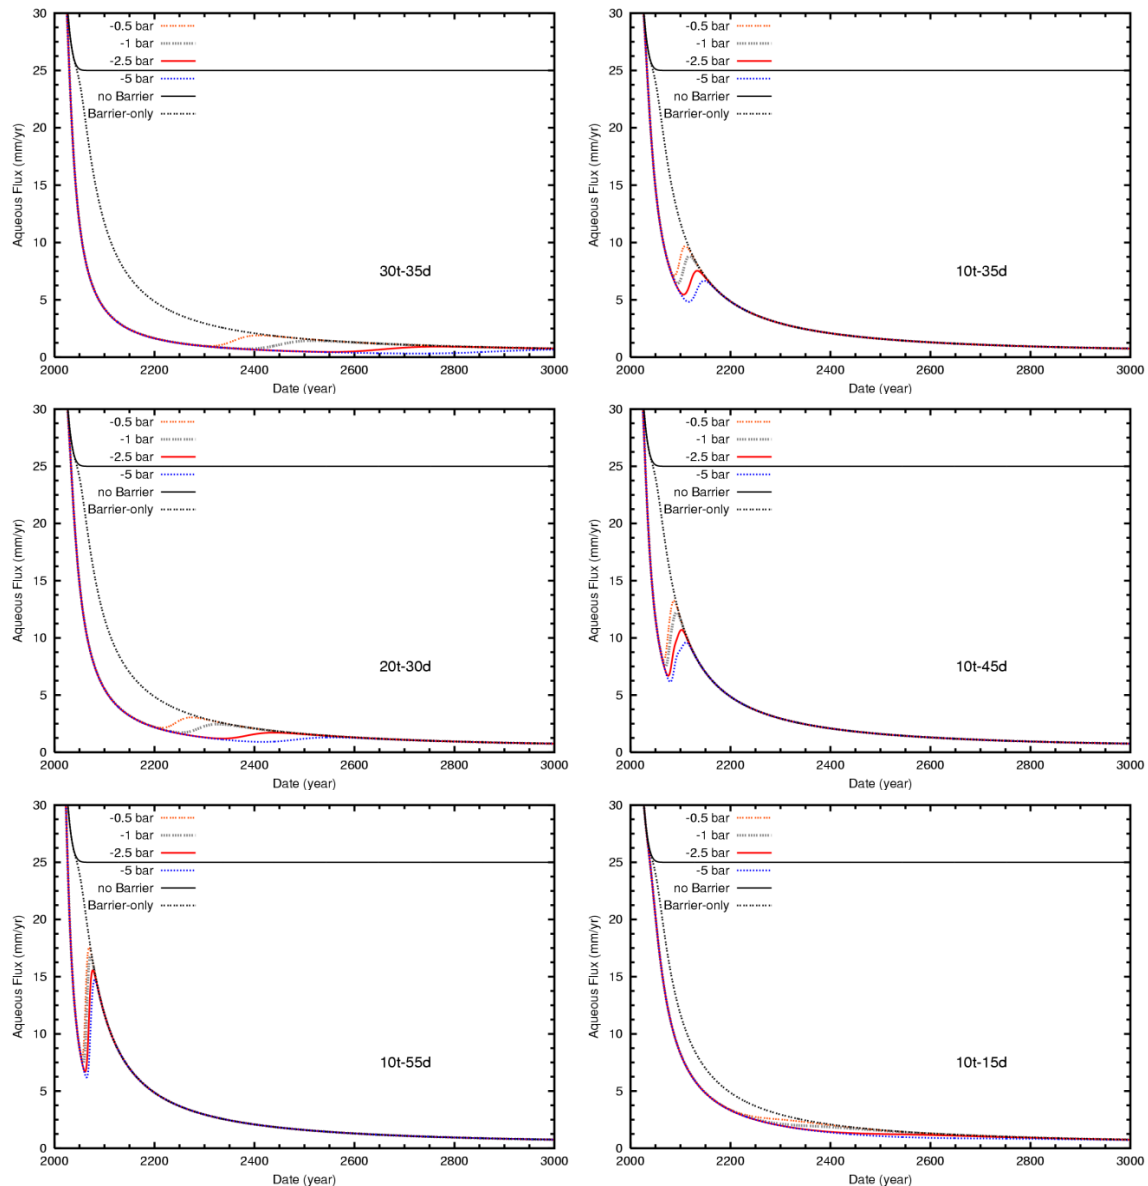 30
25
20
15
10
5
0
Aqueous Flux (mm/yr)
-0.5 bar
-1 bar
-2.5 bar
-5 bar
no Barrier
Barrier-only
30t-35d
2000 2200 2400 2600 2800 3000
Date (year)
30
25
20
15
10
5
0
Aqueous Flux (mm/yr)
-0.5 bar
-1 bar
-2.5 bar
-5 bar
no Barrier
Barrier-only
10t-35d
2000 2200 2400 2600 2800 3000
Date (year)
30
25
20
15
10
5
0
Aqueous Flux (mm/yr)
-0.5 bar
-1 bar
-2.5 bar
-5 bar
no Barrier
Barrier-only
20t-30d
2000 2200 2400 2600 2800 3000
Date (year)
30
25
20
15
10
5
0
Aqueous Flux (mm/yr)
-0.5 bar
-1 bar
-2.5 bar
-5 bar
no Barrier
Barrier-only
10t-45d
2000 2200 2400 2600 2800 3000
Date (year)
30
25
20
15
10
5
0
Aqueous Flux (mm/yr)
-0.5 bar
-1 bar
-2.5 bar
-5 bar
no Barrier
Barrier-only
10t-55d
2000 2200 2400 2600 2800 3000
Date (year)
30
25
20
15
10
5
0
Aqueous Flux (mm/yr)
-0.5 bar
-1 bar
-2.5 bar
-5 bar
no Barrier
Barrier-only
10t-15d
2000 2200 2400 2600 2800 3000
Date (year)